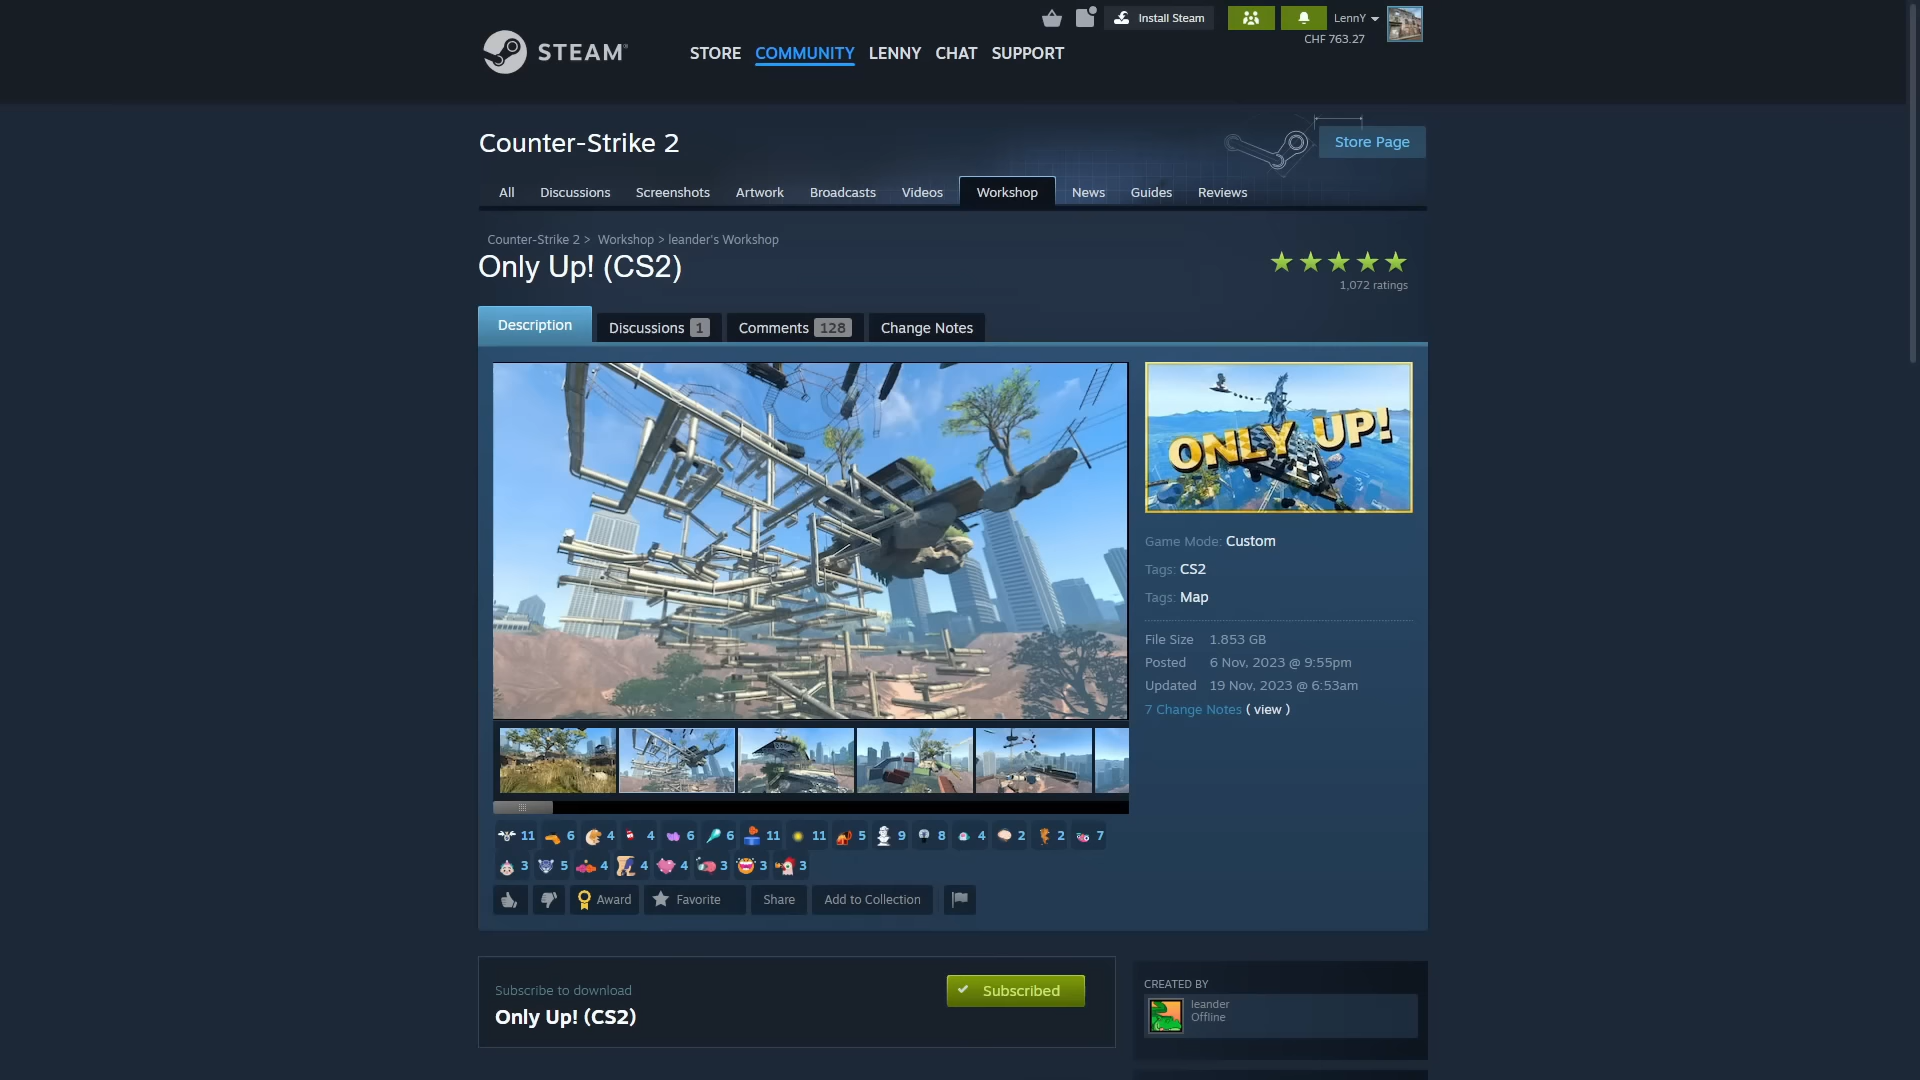 Install Steam
LennY
CHF 763.27
STEAM
STORE COMMUNITY LENNY CHAT SUPPORT
Counter-Strike 2
Store Page
All Discussions Screenshots Artwork Broadcasts Videos Workshop News Guides Reviews
Counter-Strike 2 > Workshop > leander's Workshop
Only Up! (CS2)
1,072 ratings
Description Discussions 1 Comments 128 Change Notes
ONLY UP!
Game Mode: Custom
Tags: CS2
Tags: Map
File Size 1.853 GB
Posted 6 Nov, 2023 @ 9:55pm
Updated 19 Nov, 2023 @ 6:53am
7 Change Notes ( view )
11 6 4 4 6 6 11 11 5 9 8 4 2 2 7
3 5 4 4 4 3 3 3
Award Favorite Share Add to Collection
Subscribe to download
Only Up! (CS2)
Subscribed
CREATED BY
leander
Offline